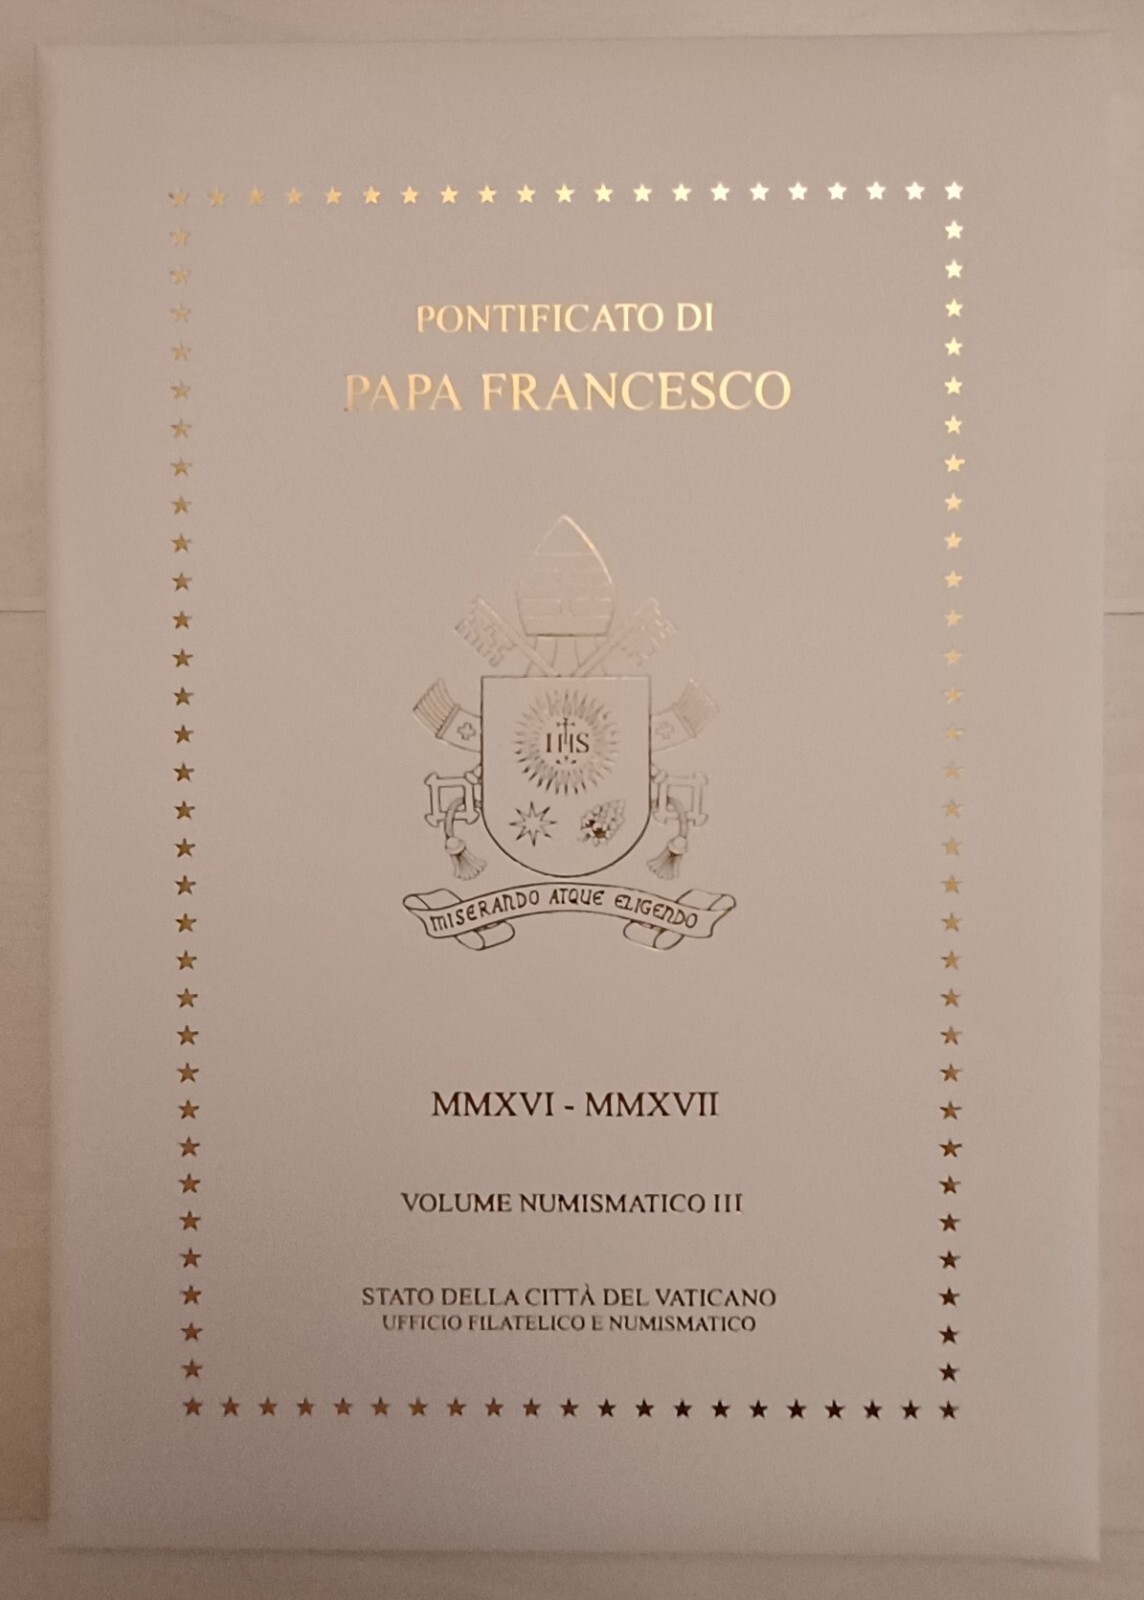 PONTIFICATO DI
PAPA FRANCESCO
IHS
MISERANDO ATQUE ELIGENDO
MMXVI - MMXVII
VOLUME NUMISMATICO III
STATO DELLA CITTÀ DEL VATICANO
UFFICIO FILATELICO E NUMISMATICO